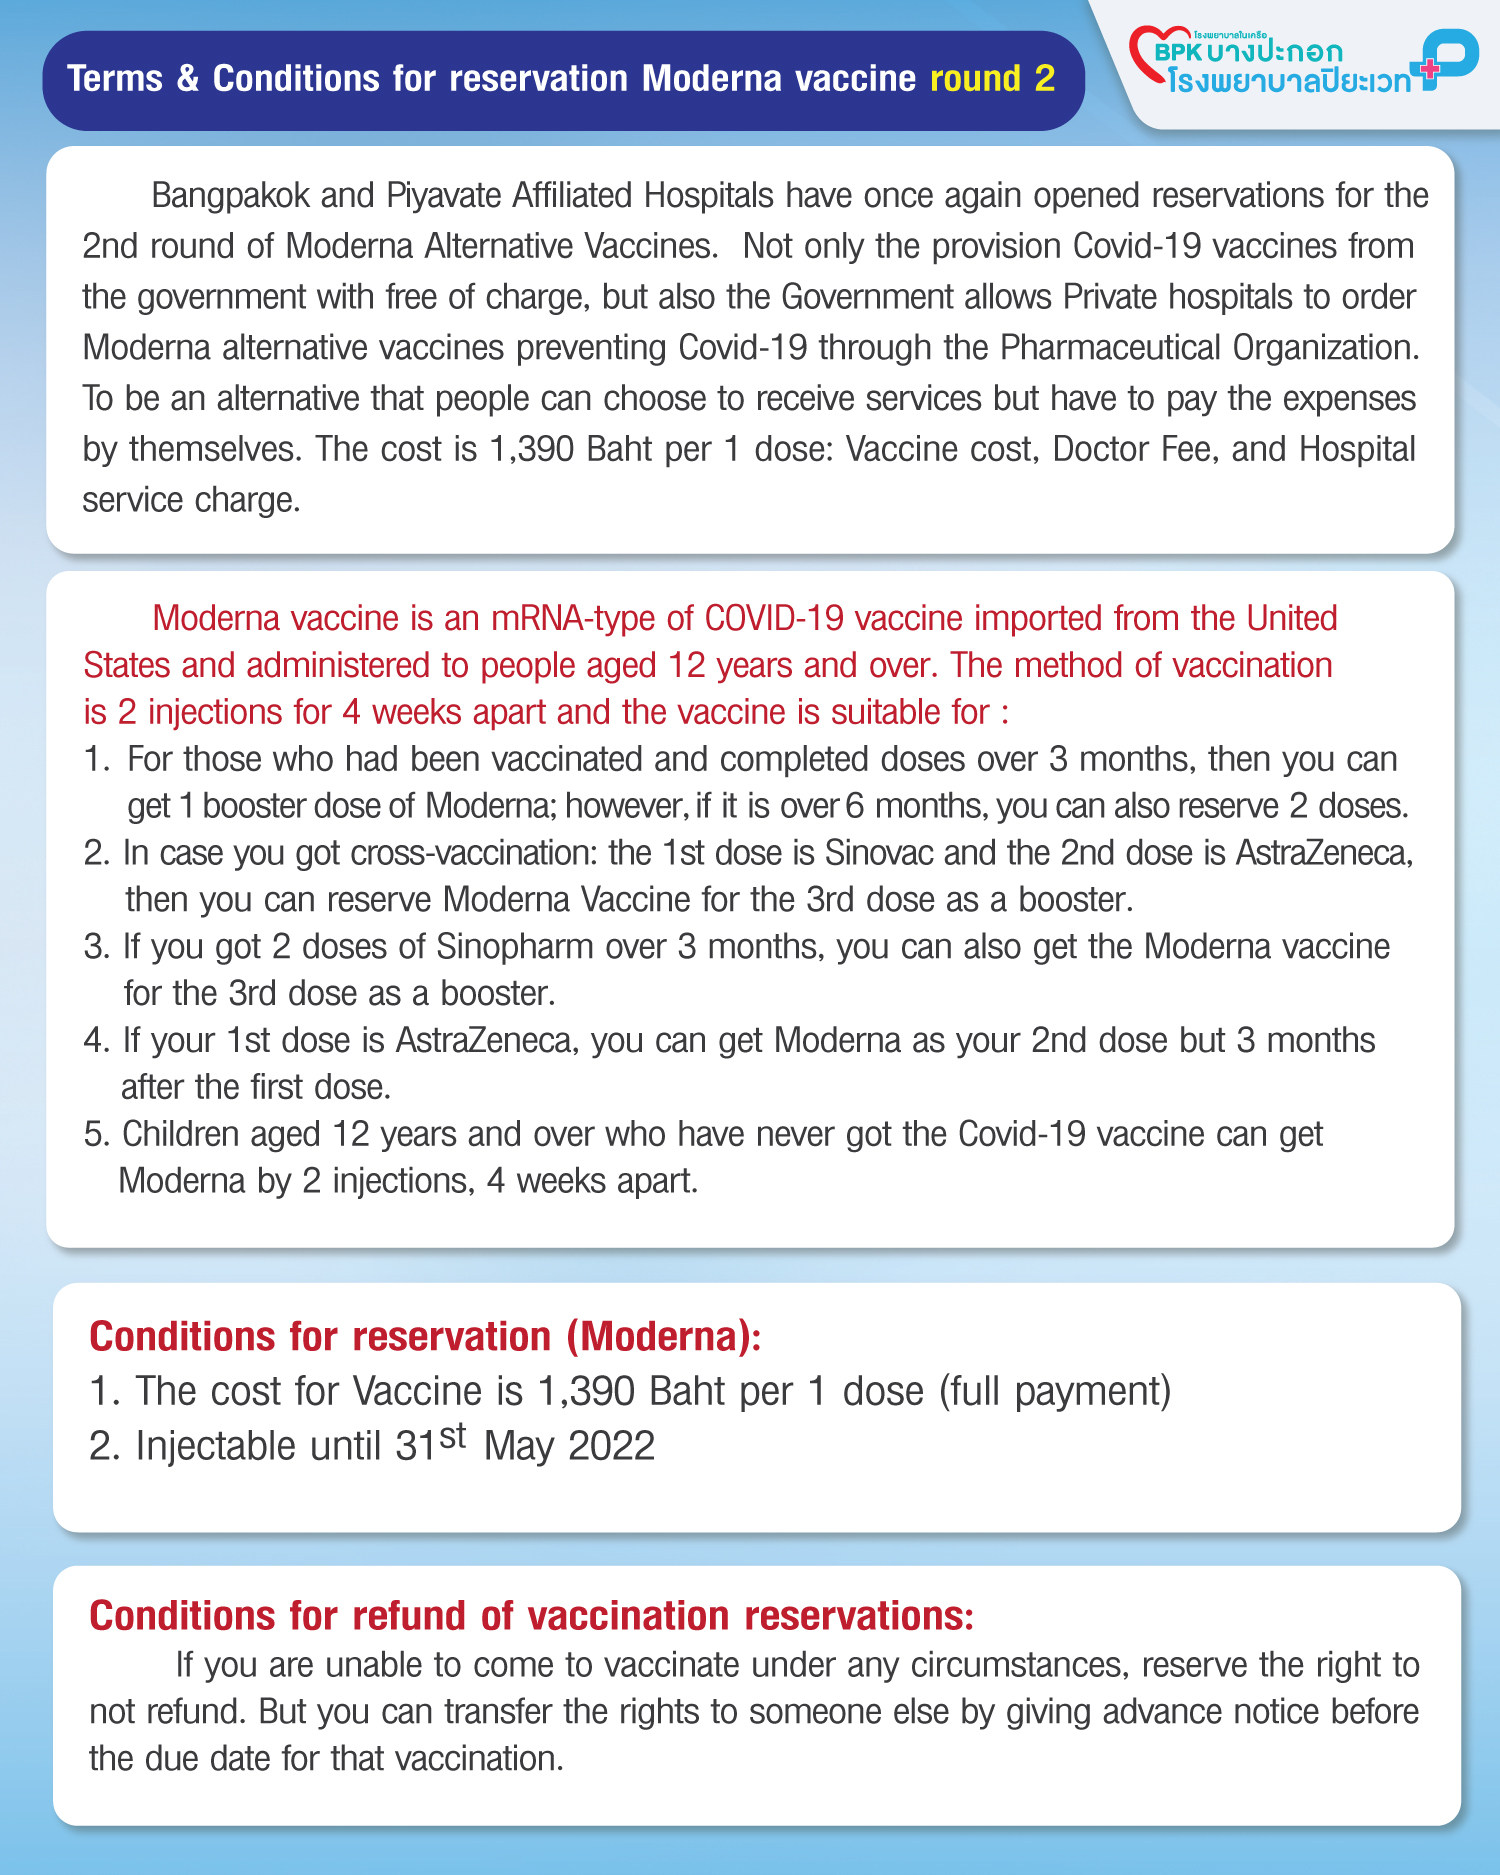 Terms & Conditions for reservation Moderna vaccine round 2
โรงพยาบาลในเครือ
BPK บางปะกอก
โรงพยาบาลปิยะเวท
Bangpakok and Piyavate Affiliated Hospitals have once again opened reservations for the
2nd round of Moderna Alternative Vaccines. Not only the provision Covid-19 vaccines from
the government with free of charge, but also the Government allows Private hospitals to order
Moderna alternative vaccines preventing Covid-19 through the Pharmaceutical Organization.
To be an alternative that people can choose to receive services but have to pay the expenses
by themselves. The cost is 1,390 Baht per 1 dose: Vaccine cost, Doctor Fee, and Hospital
service charge.
Moderna vaccine is an mRNA-type of COVID-19 vaccine imported from the United
States and administered to people aged 12 years and over. The method of vaccination
is 2 injections for 4 weeks apart and the vaccine is suitable for :
1. For those who had been vaccinated and completed doses over 3 months, then you can
get 1 booster dose of Moderna; however, if it is over 6 months, you can also reserve 2 doses.
2. In case you got cross-vaccination: the 1st dose is Sinovac and the 2nd dose is AstraZeneca,
then you can reserve Moderna Vaccine for the 3rd dose as a booster.
3. If you got 2 doses of Sinopharm over 3 months, you can also get the Moderna vaccine
for the 3rd dose as a booster.
4. If your 1st dose is AstraZeneca, you can get Moderna as your 2nd dose but 3 months
after the first dose.
5. Children aged 12 years and over who have never got the Covid-19 vaccine can get
Moderna by 2 injections, 4 weeks apart.
Conditions for reservation (Moderna):
1. The cost for Vaccine is 1,390 Baht per 1 dose (full payment)
2. Injectable until 31st May 2022
Conditions for refund of vaccination reservations:
If you are unable to come to vaccinate under any circumstances, reserve the right to
not refund. But you can transfer the rights to someone else by giving advance notice before
the due date for that vaccination.